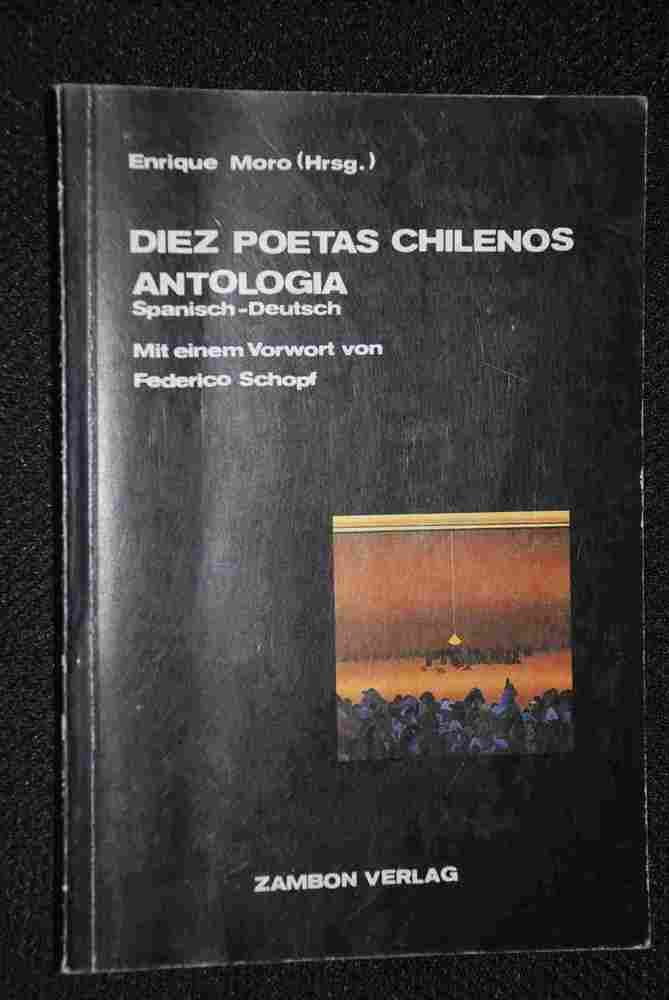 Enrique Moro (Hrsg.)
DIEZ POETAS CHILENOS
ANTOLOGIA
Spanisch-Deutsch
Mit einem Vorwort von
Federico Schopf
ZAMBON VERLAG